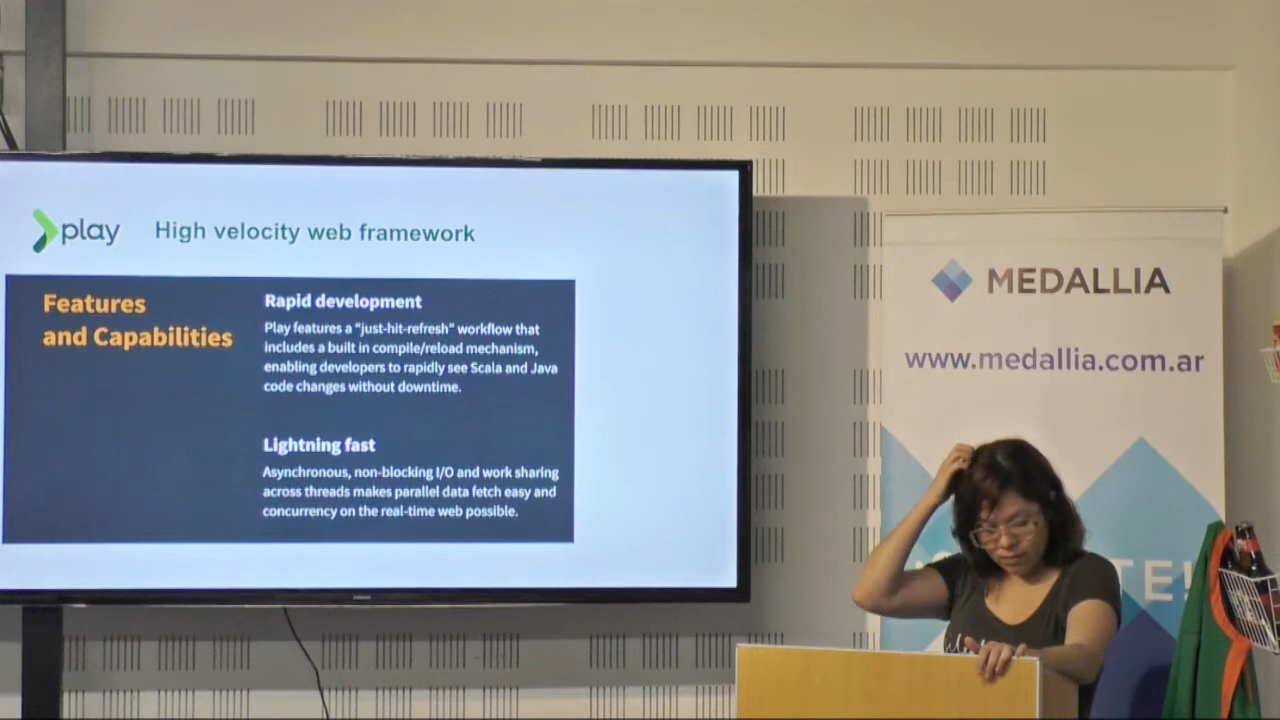 play
High velocity web framework
Features
and Capabilities
Rapid development
Play features a "just-hit-refresh" workflow that
includes a built in compile/reload mechanism,
enabling developers to rapidly see Scala and Java
code changes without downtime.
Lightning fast
Asynchronous, non-blocking I/O and work sharing
across threads makes parallel data fetch easy and
concurrency on the real-time web possible.
MEDALLIA
www.medallia.com.ar